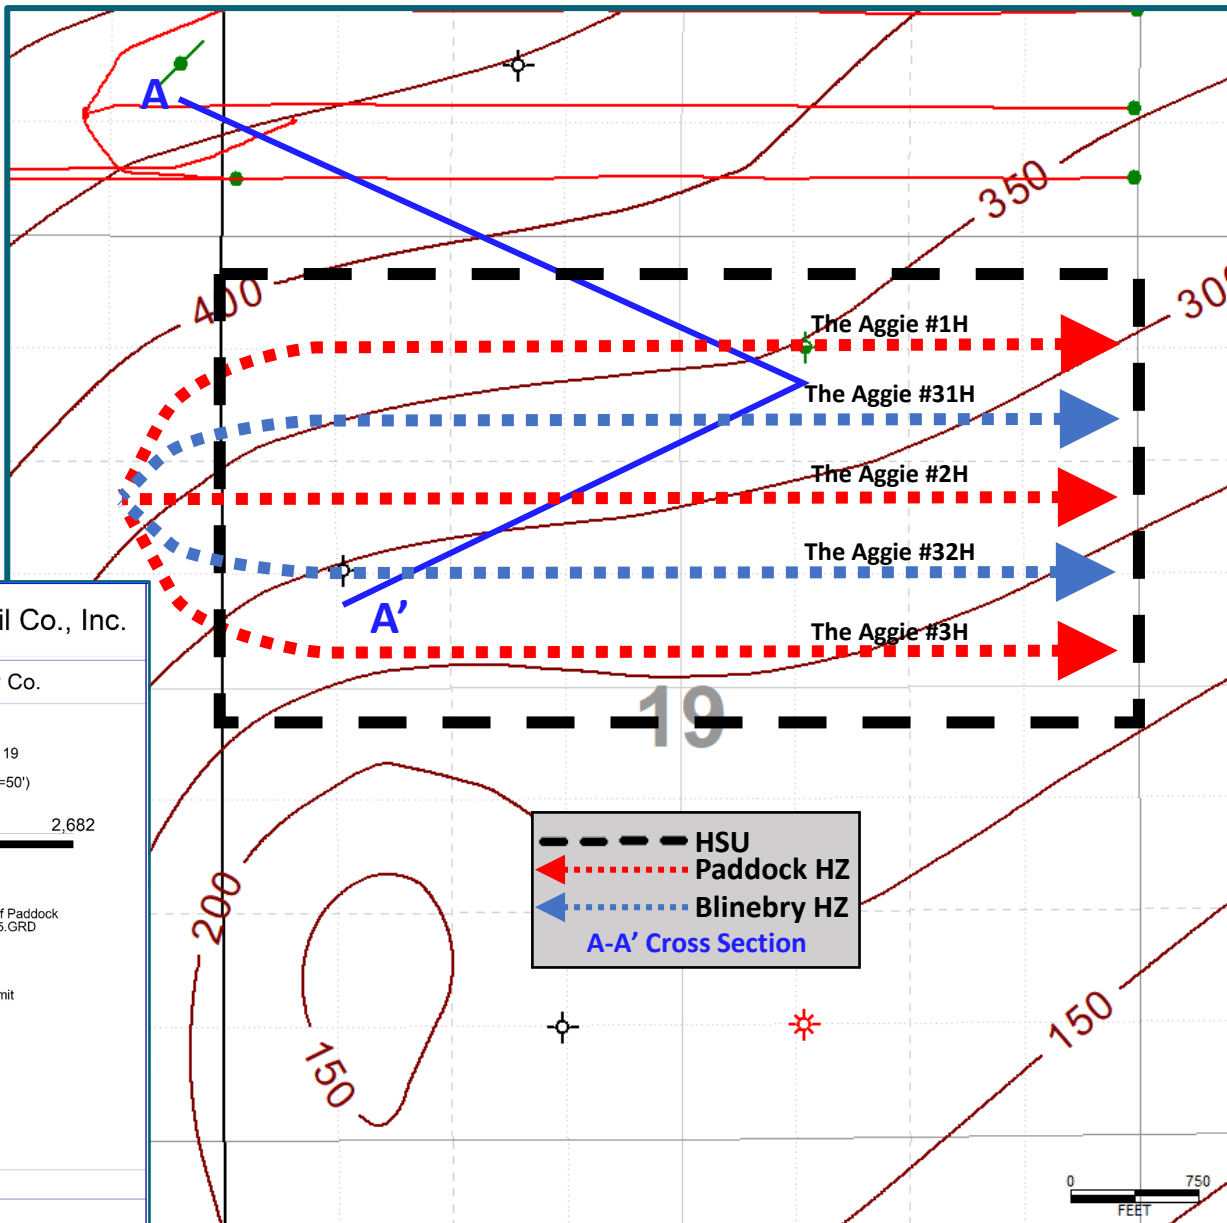 A
350
300
400
The Aggie #1H
The Aggie #31H
The Aggie #2H
The Aggie #32H
A’
The Aggie #3H
il Co., Inc.
Co.
19
19
=50')
2,682
HSU
Paddock HZ
Blinebry HZ
A-A’ Cross Section
200
f Paddock
5.GRD
mit
150
150
0 750
FEET